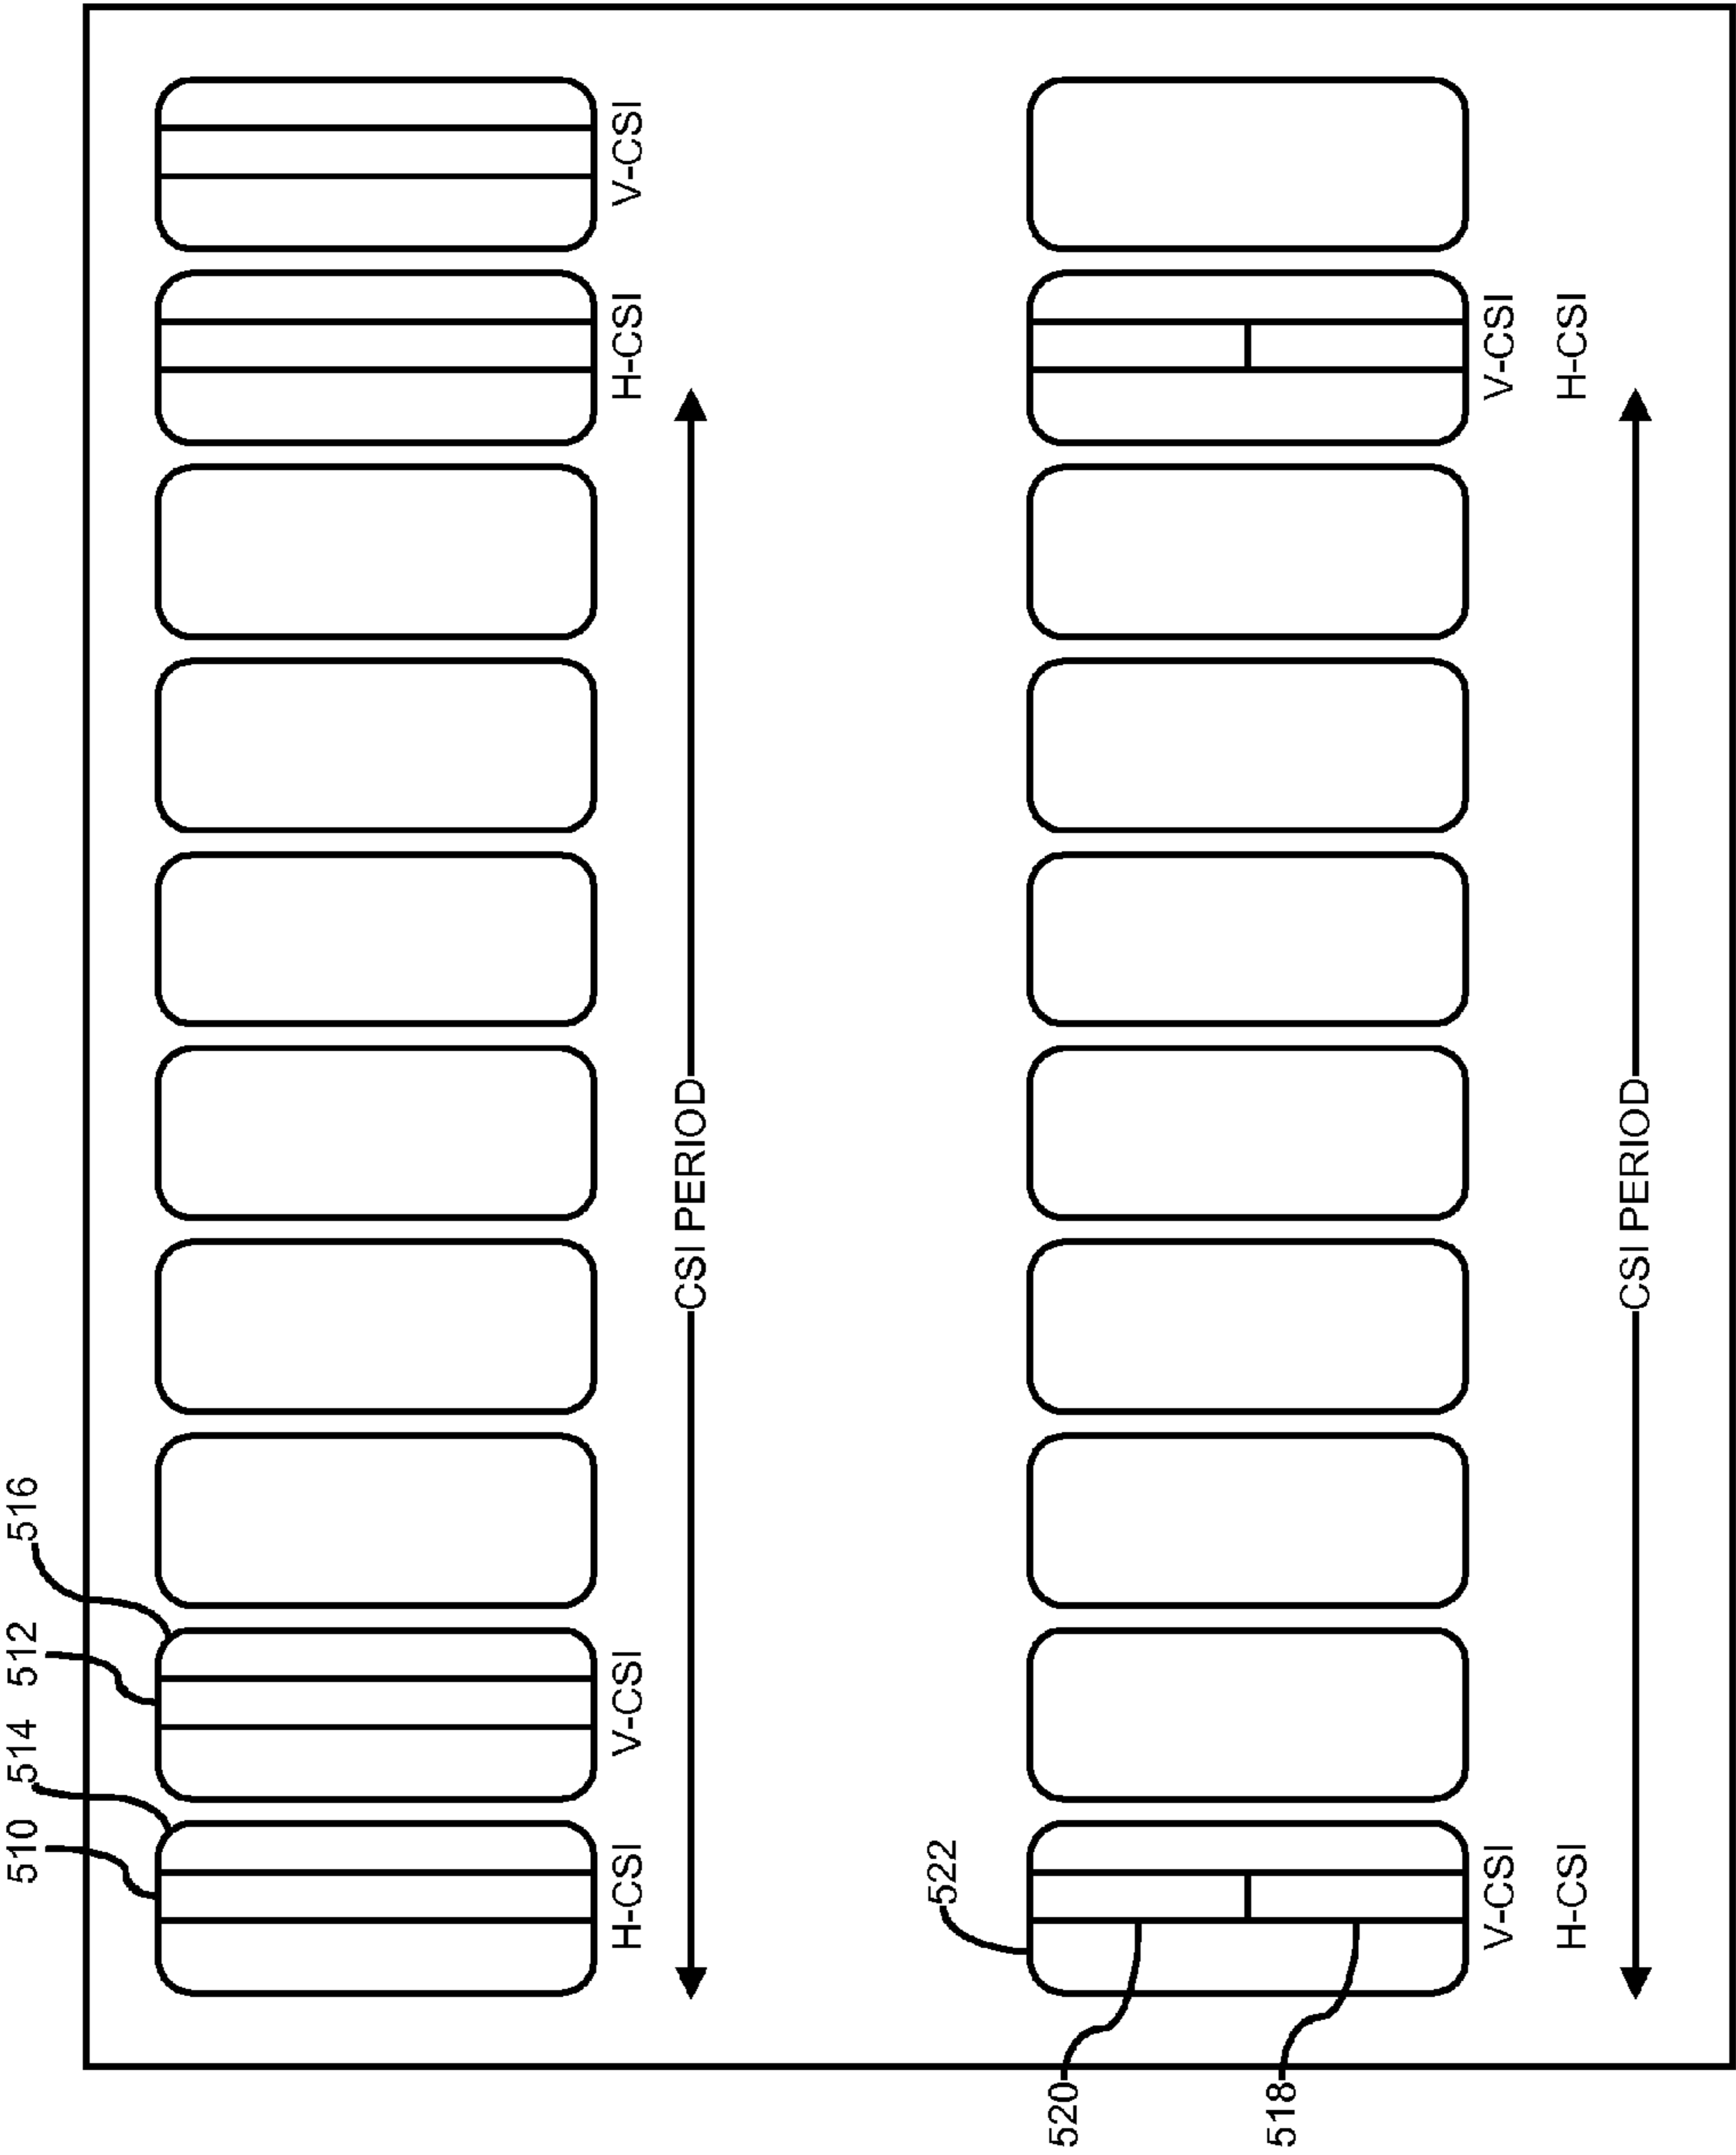 510 514 512 516
H-CSI V-CSI H-CSI V-CSI
CSI PERIOD
522
520
518
V-CSI V-CSI
H-CSI H-CSI
CSI PERIOD